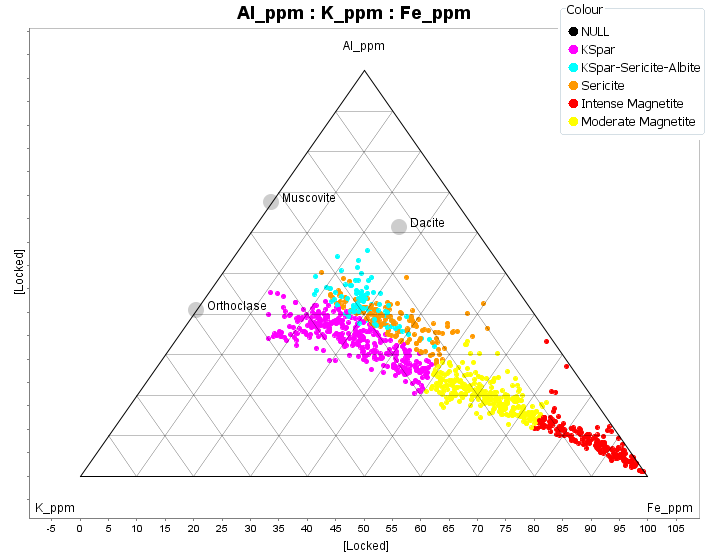 Al_ppm : K_ppm : Fe_ppm
Colour
NULL
KSpar
KSpar-Sericite-Albite
Sericite
Intense Magnetite
Moderate Magnetite
Al_ppm
Muscovite
Dacite
Orthoclase
[Locked]
K_ppm
Fe_ppm
-5 0 5 10 15 20 25 30 35 40 45 50 55 60 65 70 75 80 85 90 95 100 105
[Locked]